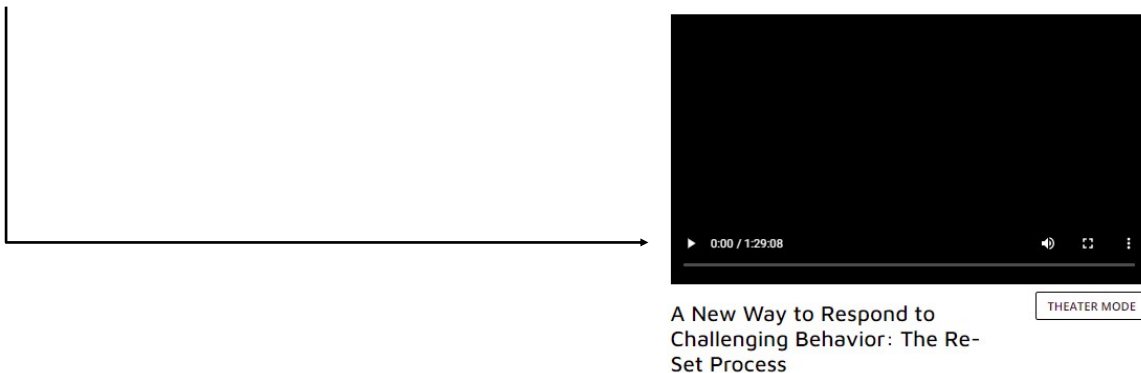 0:00 / 1:29:08
THEATER MODE
A New Way to Respond to
Challenging Behavior: The Re-
Set Process